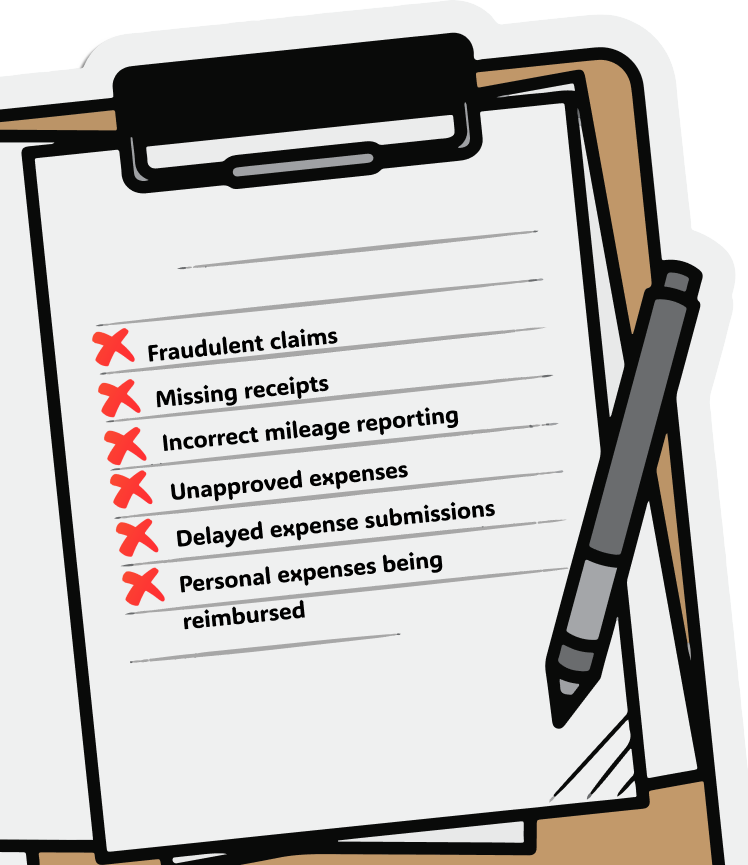 Fraudulent claims
Missing receipts
Incorrect mileage reporting
Unapproved expenses
Delayed expense submissions
Personal expenses being
reimbursed